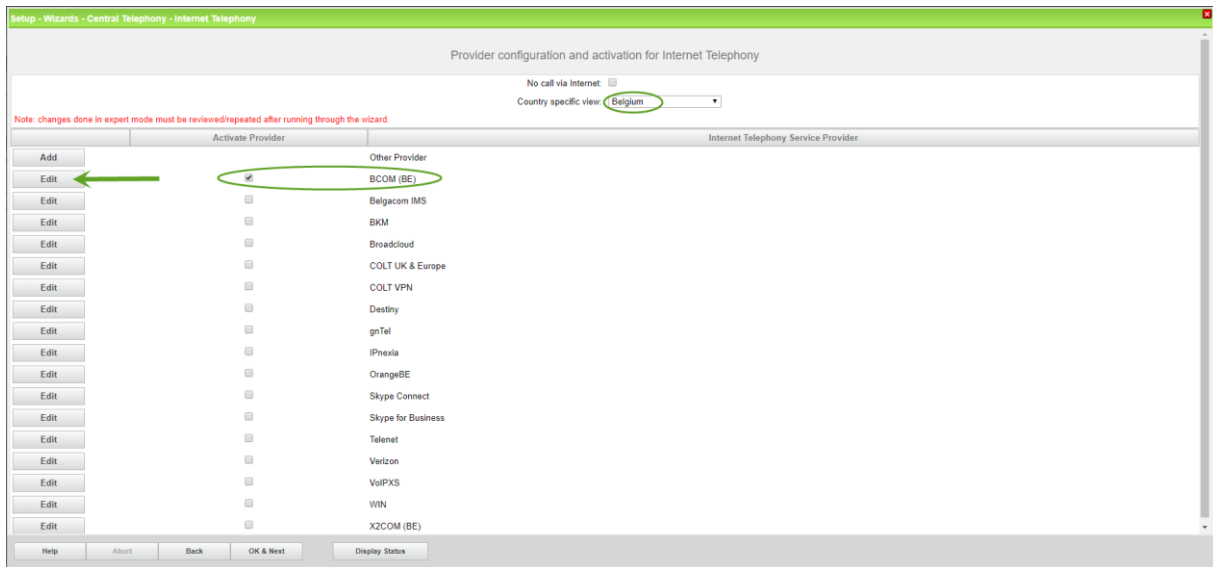 Setup - Wizards - Central Telephony - Internet Telephony
Provider configuration and activation for Internet Telephony
No call via Internet:
Country specific view: Belgium
Note: changes done in expert mode must be reviewed/repeated after running through the wizard.
Activate Provider Internet Telephony Service Provider
Add Other Provider
Edit BCOM (BE)
Edit Belgacom IMS
Edit BKM
Edit Broadcloud
Edit COLT UK & Europe
Edit COLT VPN
Edit Destiny
Edit gnTel
Edit IPnexia
Edit OrangeBE
Edit Skype Connect
Edit Skype for Business
Edit Telenet
Edit Verizon
Edit VoIPXS
Edit WIN
Edit X2COM (BE)
Help Abort Back OK & Next Display Status